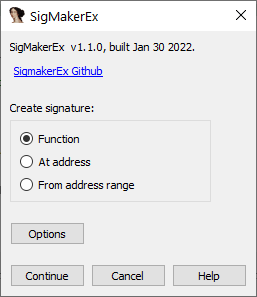 SigMakerEx
SigMakerEx v1.1.0, built Jan 30 2022.
SigmakerEx Github
Create signature:
Function
At address
From address range
Options
Continue Cancel Help